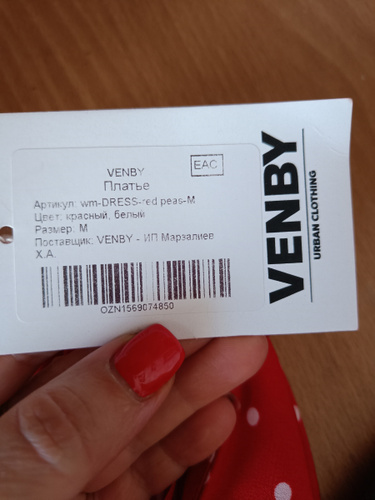 VENBY
EAC
Платье
Артикул: wm-DRESS-red peas-M
Цвет: красный, белый
Размер: M
Поставщик: VENBY - ИП Марзалиев
Х.А.
OZN1569074850
VENBY
URBAN CLOTHING